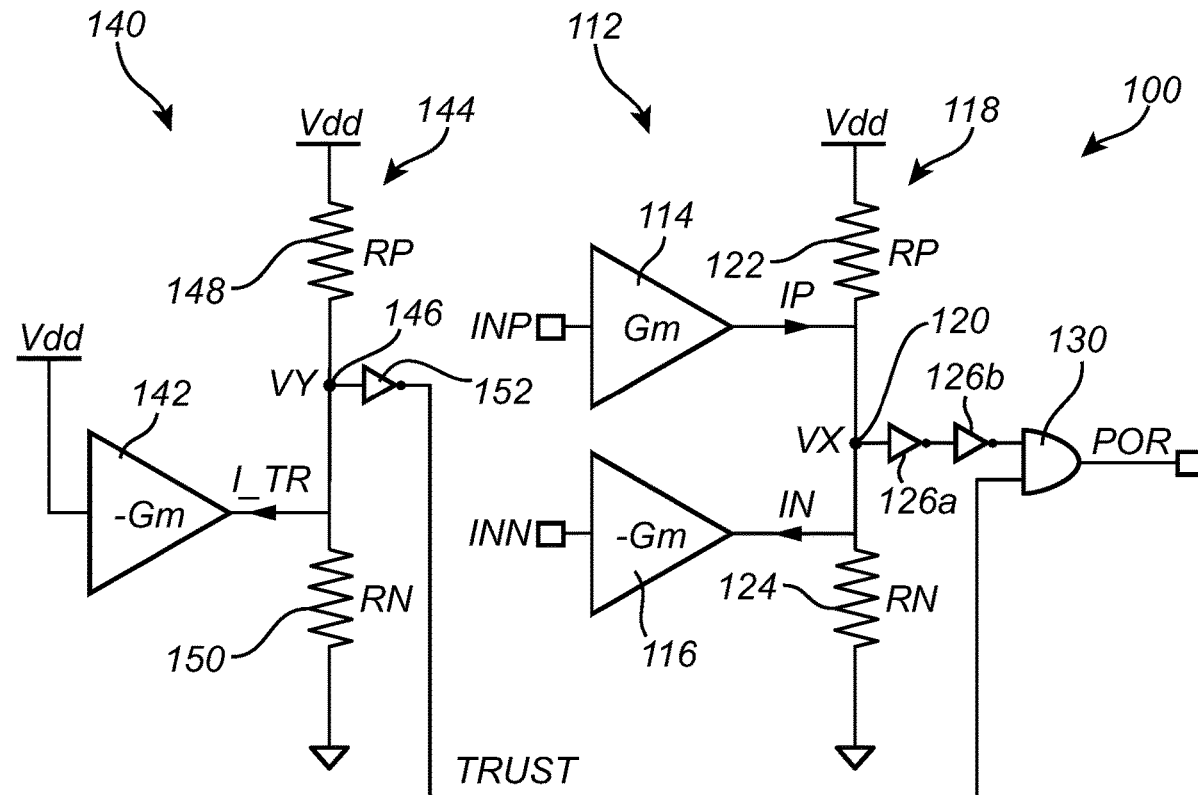 140
112
144
118
100
Vdd
Vdd
114
148
RP
122
RP
IP
INP
Gm
Vdd
146
120
130
142
VY
152
126b
VX
POR
I_TR
126a
-Gm
IN
INN
-Gm
124
RN
RN
150
116
TRUST